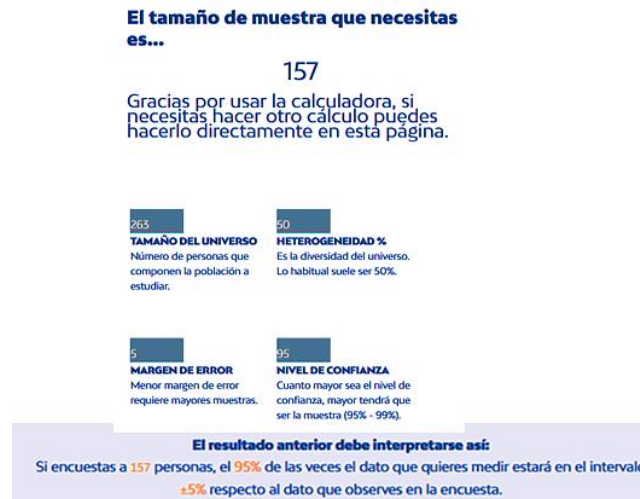 El tamaño de muestra que necesitas
es...
157
Gracias por usar la calculadora, si
necesitas hacer otro cálculo puedes
hacerlo directamente en esta página.
263
TAMAÑO DEL UNIVERSO
Número de personas que
componen la población a
estudiar.
50
HETEROGENEIDAD %
Es la diversidad del universo.
Lo habitual suele ser 50%.
5
MARGEN DE ERROR
Menor margen de error
requiere mayores muestras.
95
NIVEL DE CONFIANZA
Cuanto mayor sea el nivel de
confianza, mayor tendrá que
ser la muestra (95% - 99%).
El resultado anterior debe interpretarse así:
Si encuestas a 157 personas, el 95% de las veces el dato que quieres medir estará en el intervalo
±5% respecto al dato que observes en la encuesta.